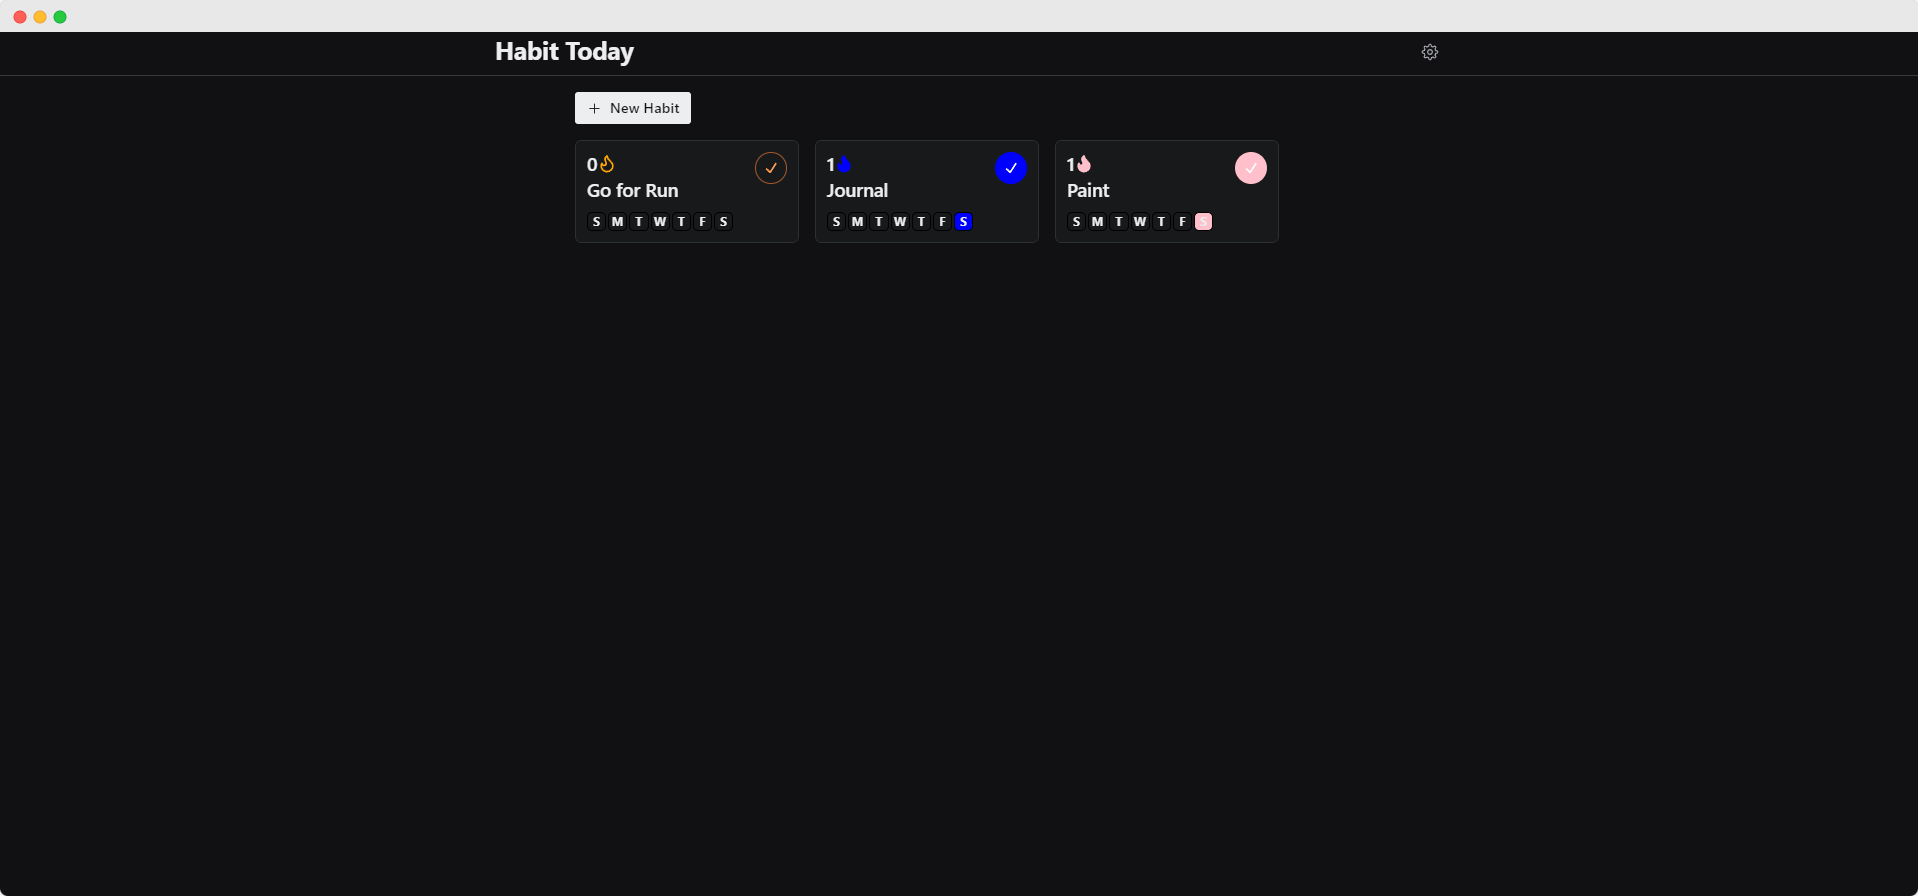 Habit Today
New Habit
0
Go for Run
S M T W T F S
1
Journal
S M T W T F S
1
Paint
S M T W T F S